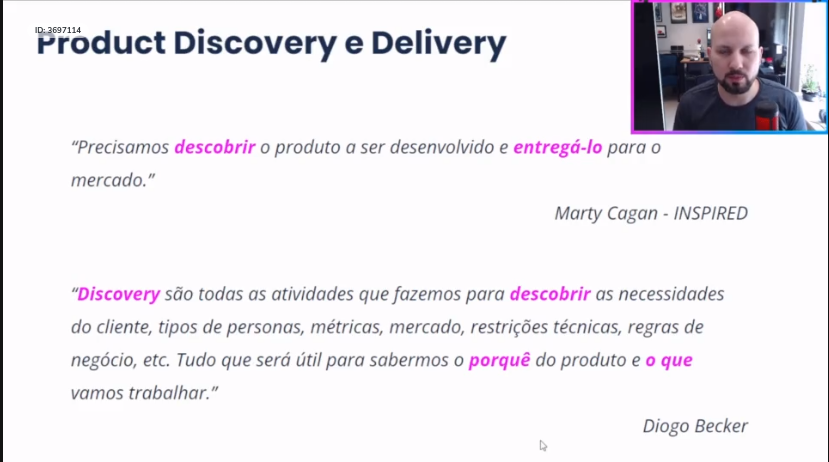 ID: 3697114
Product Discovery e Delivery
“Precisamos descobrir o produto a ser desenvolvido e entregá-lo para o
mercado.”
Marty Cagan - INSPIRED
“Discovery são todas as atividades que fazemos para descobrir as necessidades
do cliente, tipos de personas, métricas, mercado, restrições técnicas, regras de
negócio, etc. Tudo que será útil para sabermos o porquê do produto e o que
vamos trabalhar.”
Diogo Becker